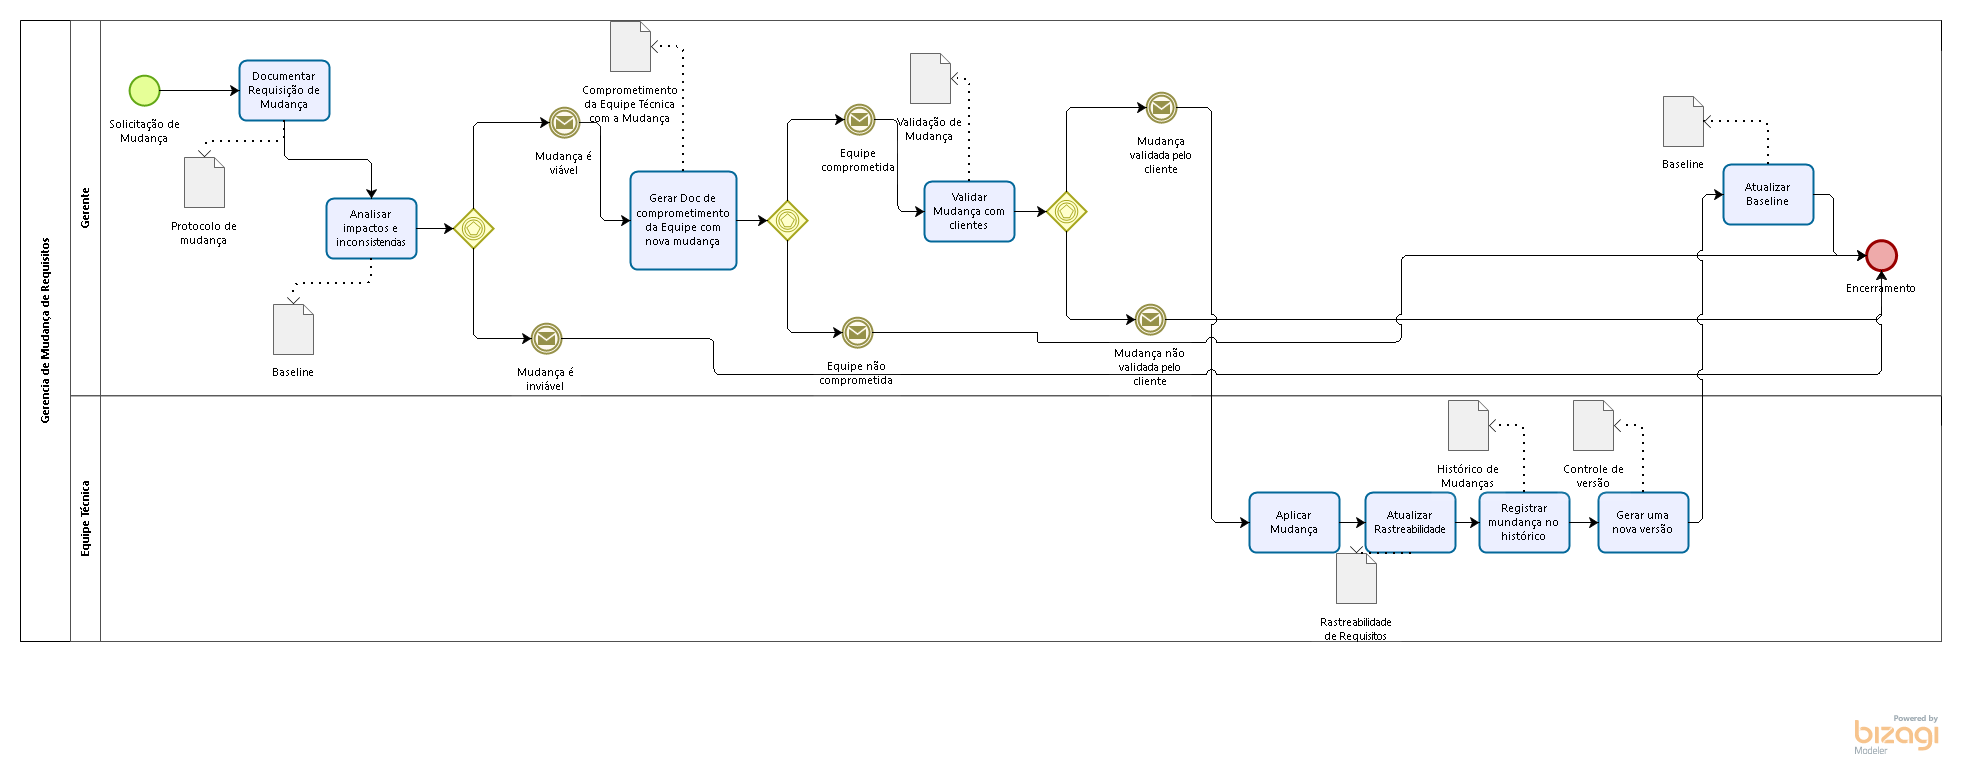 Gerencia de Mudança de Requisitos
Gerente
Solicitação de
Mudança
Documentar
Requisição de
Mudança
Protocolo de
mudança
Analisar
impactos e
inconsistencias
Baseline
Mudança é
viável
Mudança é
inviável
Comprometimento
da Equipe Técnica
com a Mudança
Gerar Doc de
comprometimento
da Equipe com
nova mudança
Equipe
comprometida
Equipe não
comprometida
Validação de
Mudança
Validar
Mudança com
clientes
Mudança
validada pelo
cliente
Mudança não
validada pelo
cliente
Baseline
Atualizar
Baseline
Encerramento
Equipe Técnica
Aplicar
Mudança
Atualizar
Rastreabilidade
Rastreabilidade
de Requisitos
Histórico de
Mudanças
Registrar
mundança no
histórico
Controle de
versão
Gerar uma
nova versão
Powered by
bizagi
Modeler